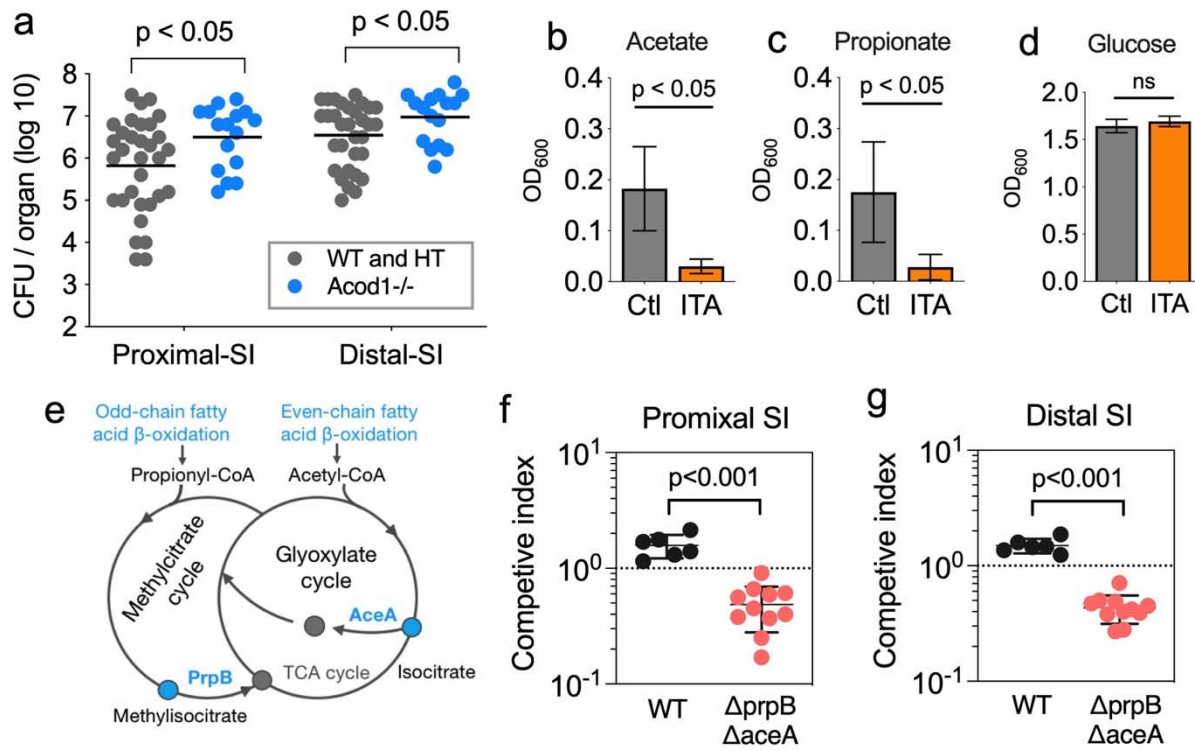 a
p < 0.05
p < 0.05
CFU / organ (log 10)
8
7
6
5
4
3
2
WT and HT
Acod1-/-
Proximal-SI
Distal-SI
b
Acetate
p < 0.05
OD600
0.4
0.3
0.2
0.1
0.0
Ctl
ITA
c
Propionate
p < 0.05
OD600
0.4
0.3
0.2
0.1
0.0
Ctl
ITA
d
Glucose
ns
OD600
2.0
1.5
1.0
0.5
0.0
Ctl
ITA
e
Odd-chain fatty
acid β-oxidation
Even-chain fatty
acid β-oxidation
Propionyl-CoA
Acetyl-CoA
Methylcitrate
cycle
Glyoxylate
cycle
AceA
TCA cycle
Isocitrate
PrpB
Methylisocitrate
f
Promixal SI
p<0.001
Competive index
10¹
10⁰
10⁻¹
WT
ΔprpB
ΔaceA
g
Distal SI
p<0.001
Competive index
10¹
10⁰
10⁻¹
WT
ΔprpB
ΔaceA